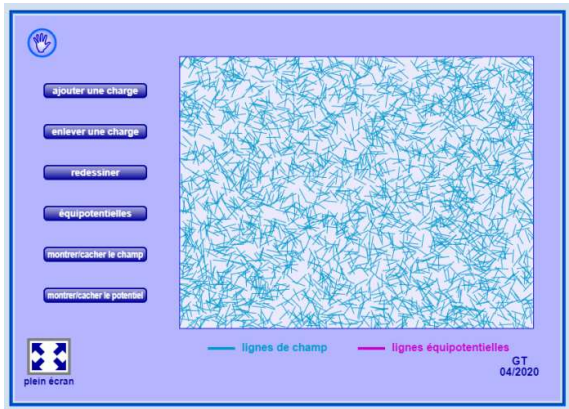 ajouter une charge
enlever une charge
redessiner
équipotentielles
montrer/cacher le champ
montrer/cacher le potentiel
lignes de champ
lignes équipotentielles
plein écran
GT
04/2020